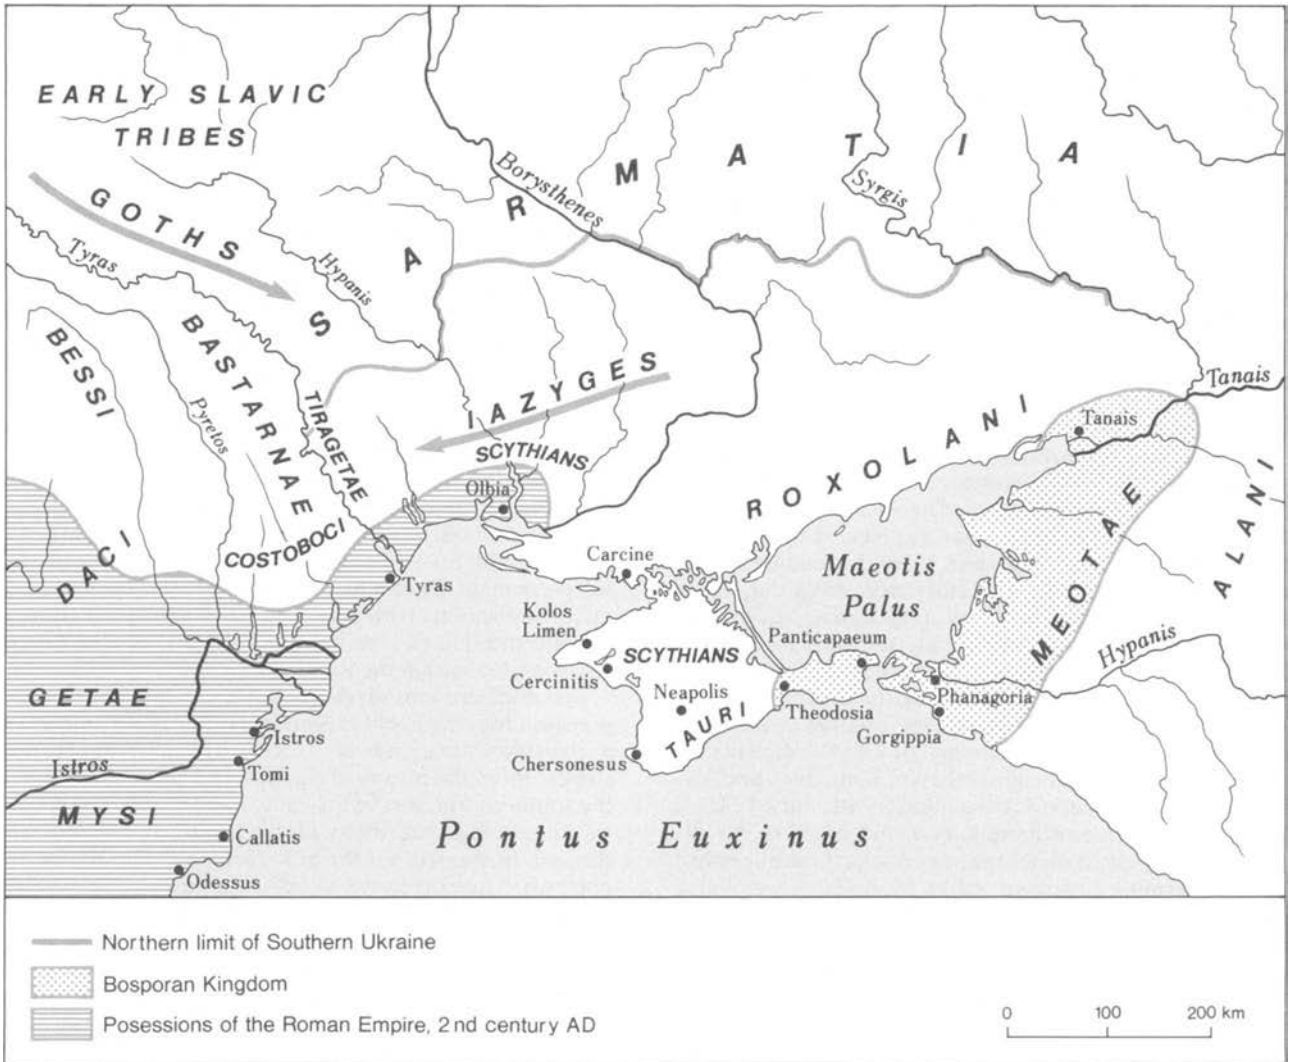 EARLY SLAVIC
TRIBES
GOTHS
SARMATIA
Borysthenes
Syrgis
Tyras
Hypanis
BESSI
BASTARNAE
Pyrelos
TIRAGETAE
IAZYGES
SCYTHIANS
Olbia
ROXOLANI
Tanais
Tanais
DACI
COSTOBOCI
Tyras
Carcine
Maeotis
Palus
MEOTAE
ALANI
Kolos
Limen
Panticapaeum
Hypanis
SCYTHIANS
Cercinitis
Neapolis
TAURI
Theodosia
Phanagoria
Gorgippia
GETAE
Istros
Istros
Tomi
Chersonesus
MYSI
Callatis
Pontus Euxinus
Odessus
Northern limit of Southern Ukraine
Bosporan Kingdom
Posessions of the Roman Empire, 2nd century AD
0 100 200 km